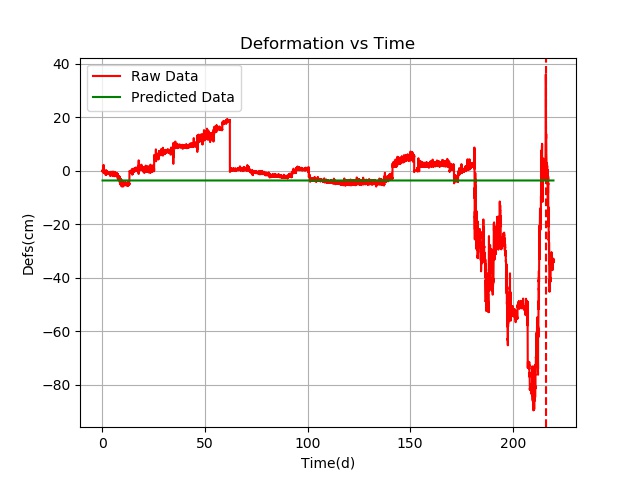 Deformation vs Time
Raw Data
Predicted Data
Defs(cm)
40
20
0
−20
−40
−60
−80
0 50 100 150 200
Time(d)